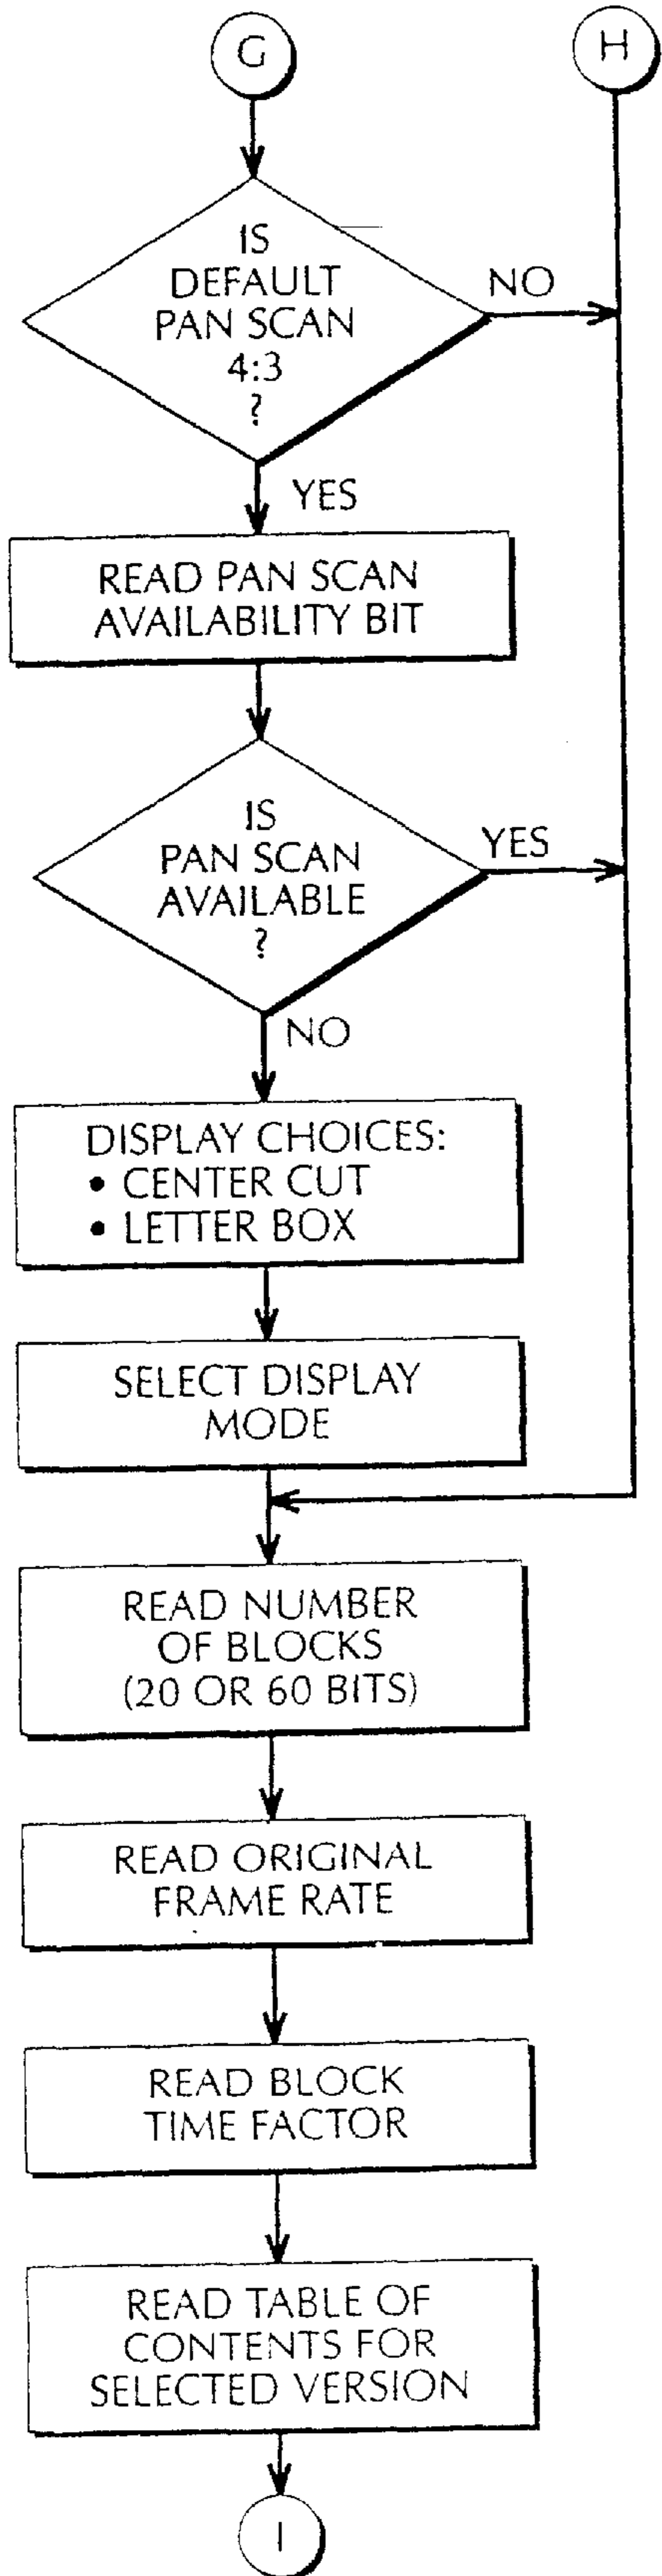 G
H
IS
DEFAULT
PAN SCAN
4:3
?
NO
YES
READ PAN SCAN
AVAILABILITY BIT
IS
PAN SCAN
AVAILABLE
?
YES
NO
DISPLAY CHOICES:
• CENTER CUT
• LETTER BOX
SELECT DISPLAY
MODE
READ NUMBER
OF BLOCKS
(20 OR 60 BITS)
READ ORIGINAL
FRAME RATE
READ BLOCK
TIME FACTOR
READ TABLE OF
CONTENTS FOR
SELECTED VERSION
I